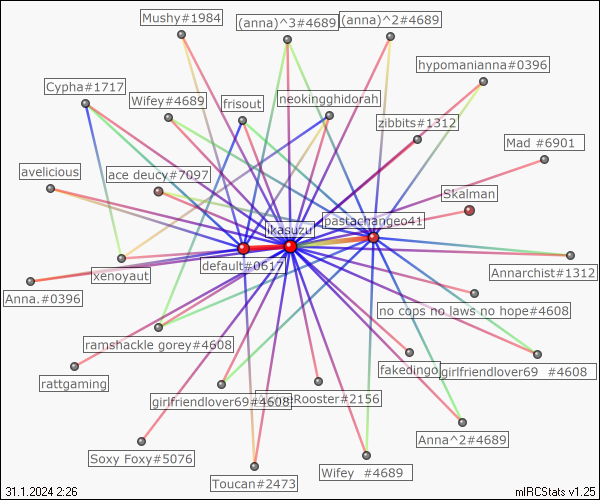 Mushy#1984
(anna)^3#4689
(anna)^2#4689
hypomanianna#0396
Cypha#1717
Wifey#4689
frisout
neokingghidorah
zibbits#1312
Mad #6901
avelicious
ace deucy#7097
Skalman
ikasuzu
pastachangeo41
default#0617
xenoyaut
Annarchist#1312
Anna.#0396
no cops no laws no hope#4608
ramshackle gorey#4608
rattgaming
fakedingo
girlfriendlover69 #4608
girlfriendlover69#4608
Rooster#2156
Anna^2#4689
Soxy Foxy#5076
Toucan#2473
Wifey #4689
31.1.2024 2:26
mIRCStats v1.25